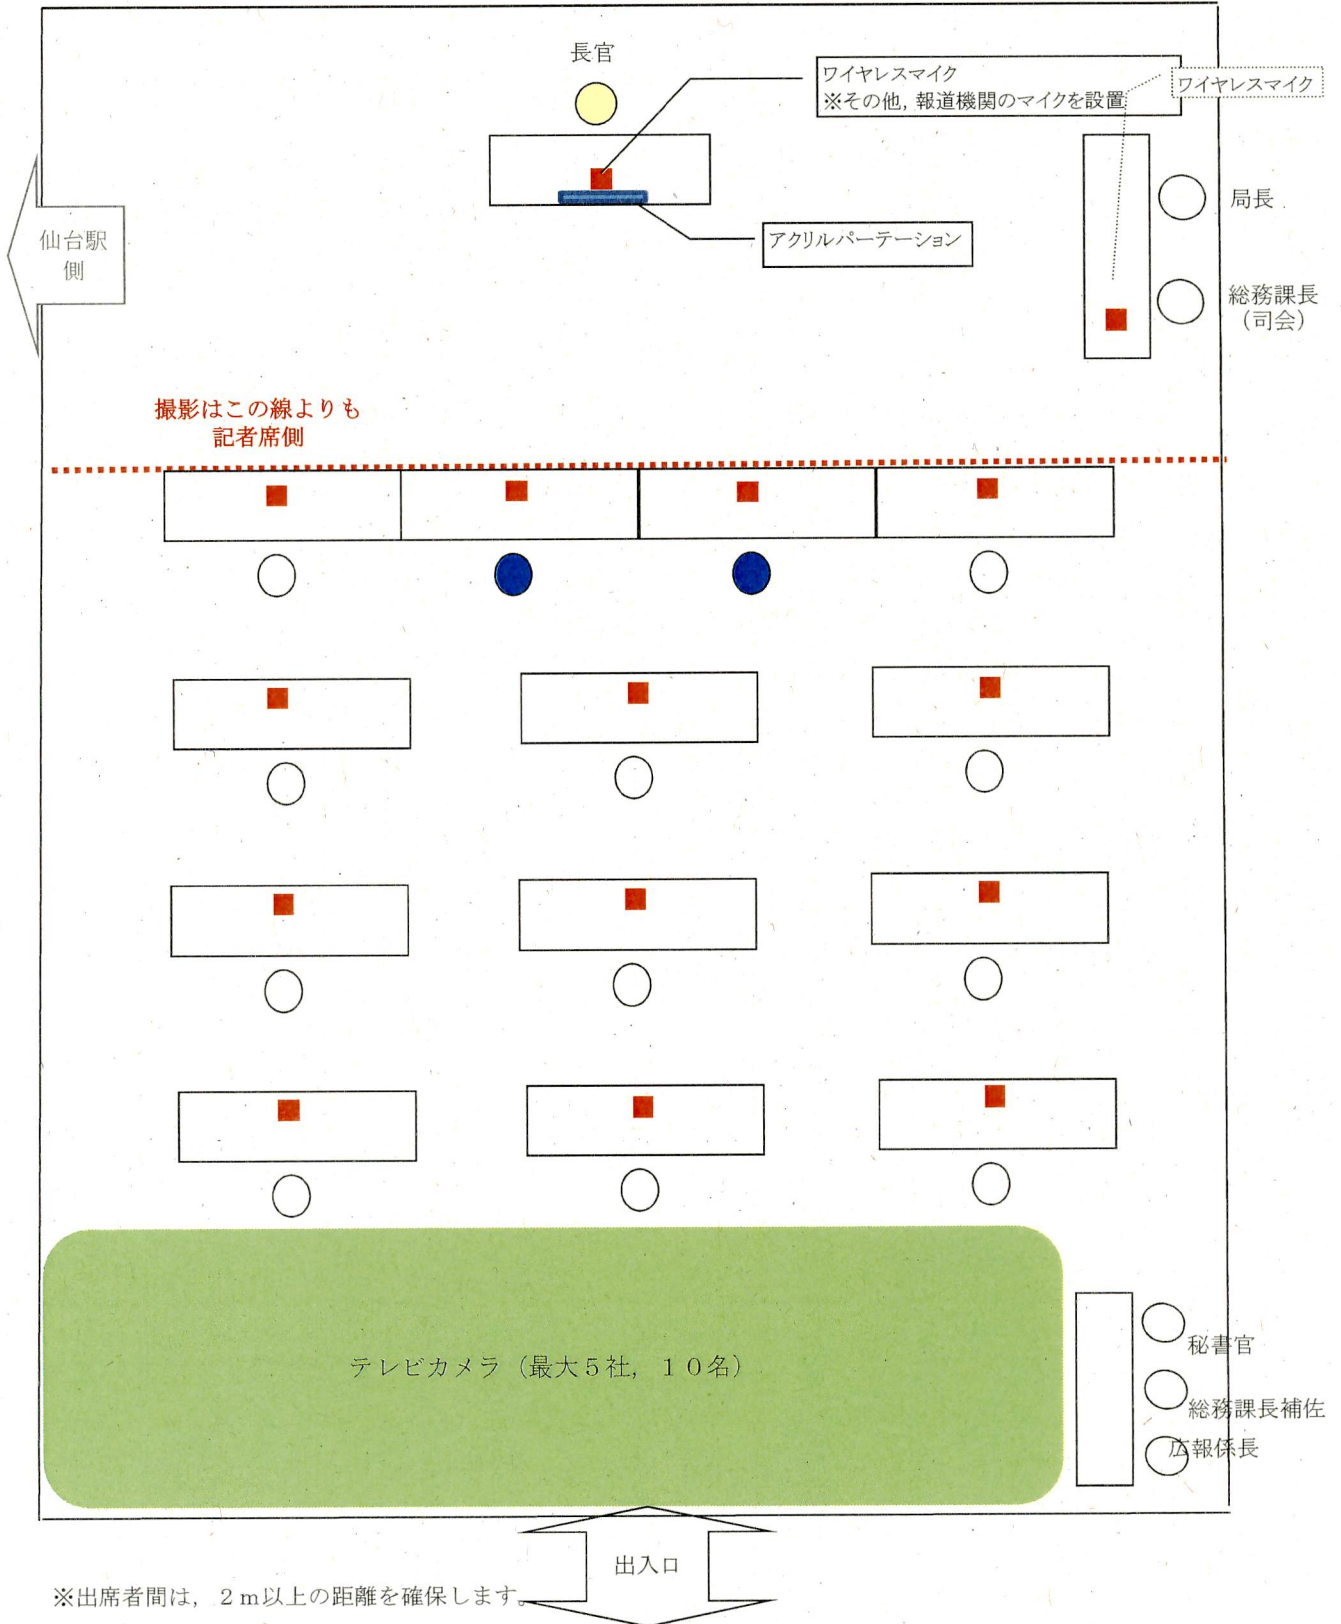 長官
ワイヤレスマイク
※その他，報道機関のマイクを設置
ワイヤレスマイク
局長
仙台駅
側
アクリルパーテーション
総務課長
（司会）
撮影はこの線よりも
記者席側
テレビカメラ（最大５社，１０名）
秘書官
総務課長補佐
広報係長
出入口
※出席者間は，２ｍ以上の距離を確保します。